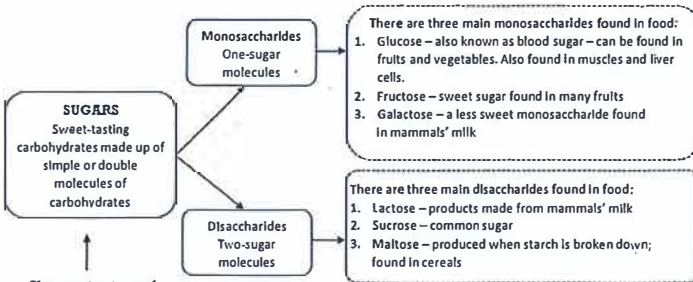 Monosaccharides
One-sugar
molecules
There are three main monosaccharides found in food:
1. Glucose – also known as blood sugar – can be found in
fruits and vegetables. Also found in muscles and liver
cells.
2. Fructose – sweet sugar found in many fruits
3. Galactose – a less sweet monosaccharide found
in mammals' milk
SUGARS
Sweet-tasting
carbohydrates made up of
simple or double
molecules of
carbohydrates
Disaccharides
Two-sugar
molecules
There are three main disaccharides found in food:
1. Lactose – products made from mammals' milk
2. Sucrose – common sugar
3. Maltose – produced when starch is broken down;
found in cereals